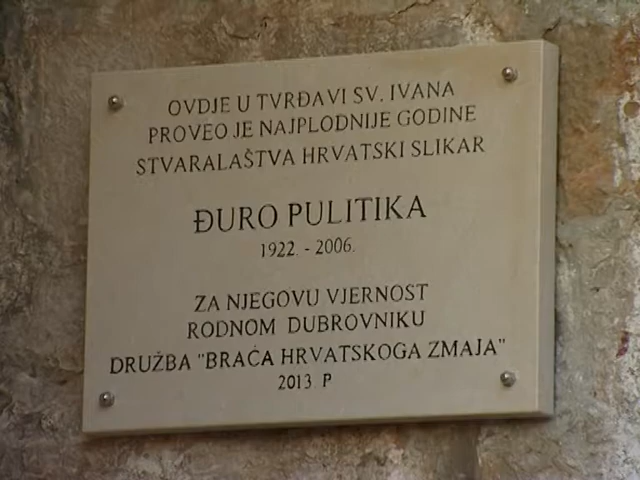 OVDJE U TVRĐAVI SV. IVANA
PROVEO JE NAJPLODNIJE GODINE
STVARALAŠTVA HRVATSKI SLIKAR
ĐURO PULITIKA
1922. - 2006.
ZA NJEGOVU VJERNOST
RODNOM DUBROVNIKU
DRUŽBA "BRAĆA HRVATSKOGA ZMAJA"
2013 P